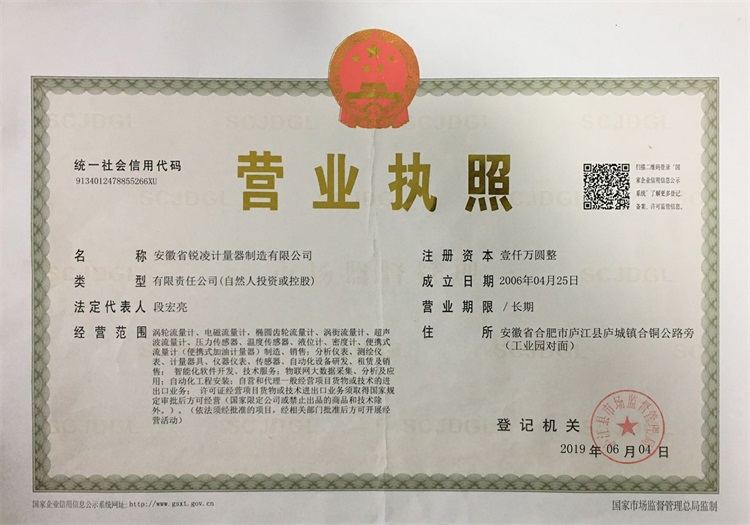 营业执照
统一社会信用代码
9134012478855266XU
扫描二维码登录“国
家企业信用信息公示
系统”了解更多登记、
备案、许可监管信息。
名 称 安徽省锐凌计量器制造有限公司
类 型 有限责任公司(自然人投资或控股)
法定代表人 段宏亮
经营范围 涡轮流量计、电磁流量计，椭圆齿轮流量计、涡街流量计、超声
波流量计、压力传感器、温度传感器、液位计、密度计、便携式
流量计（便携式加油计量器）制造、销售；分析仪表、测绘仪
表、计量器具、仪器仪表、传感器、自动化设备研发、租赁及销
售； 智能化软件开发、技术服务；物联网大数据采集、分析及应
用；自动化工程安装；自营和代理一般经营项目货物或技术的进
出口业务； 许可证经营项目货物或技术进出口业务须取得国家规
定审批后方可经营（国家限定公司或禁止出品的商品和技术除
外。）、（依法须经批准的项目，经相关部门批准后方可开展经
营活动）
注册资本 壹仟万圆整
成立日期 2006年04月25日
营业期限 /长期
住 所 安徽省合肥市庐江县庐城镇合铜公路旁
（工业园对面）
登记机关
庐江县市场监督管理局
2019 年 06 月 04 日
国家企业信用信息公示系统网址：http://www.gsxt.gov.cn
国家市场监督管理总局监制